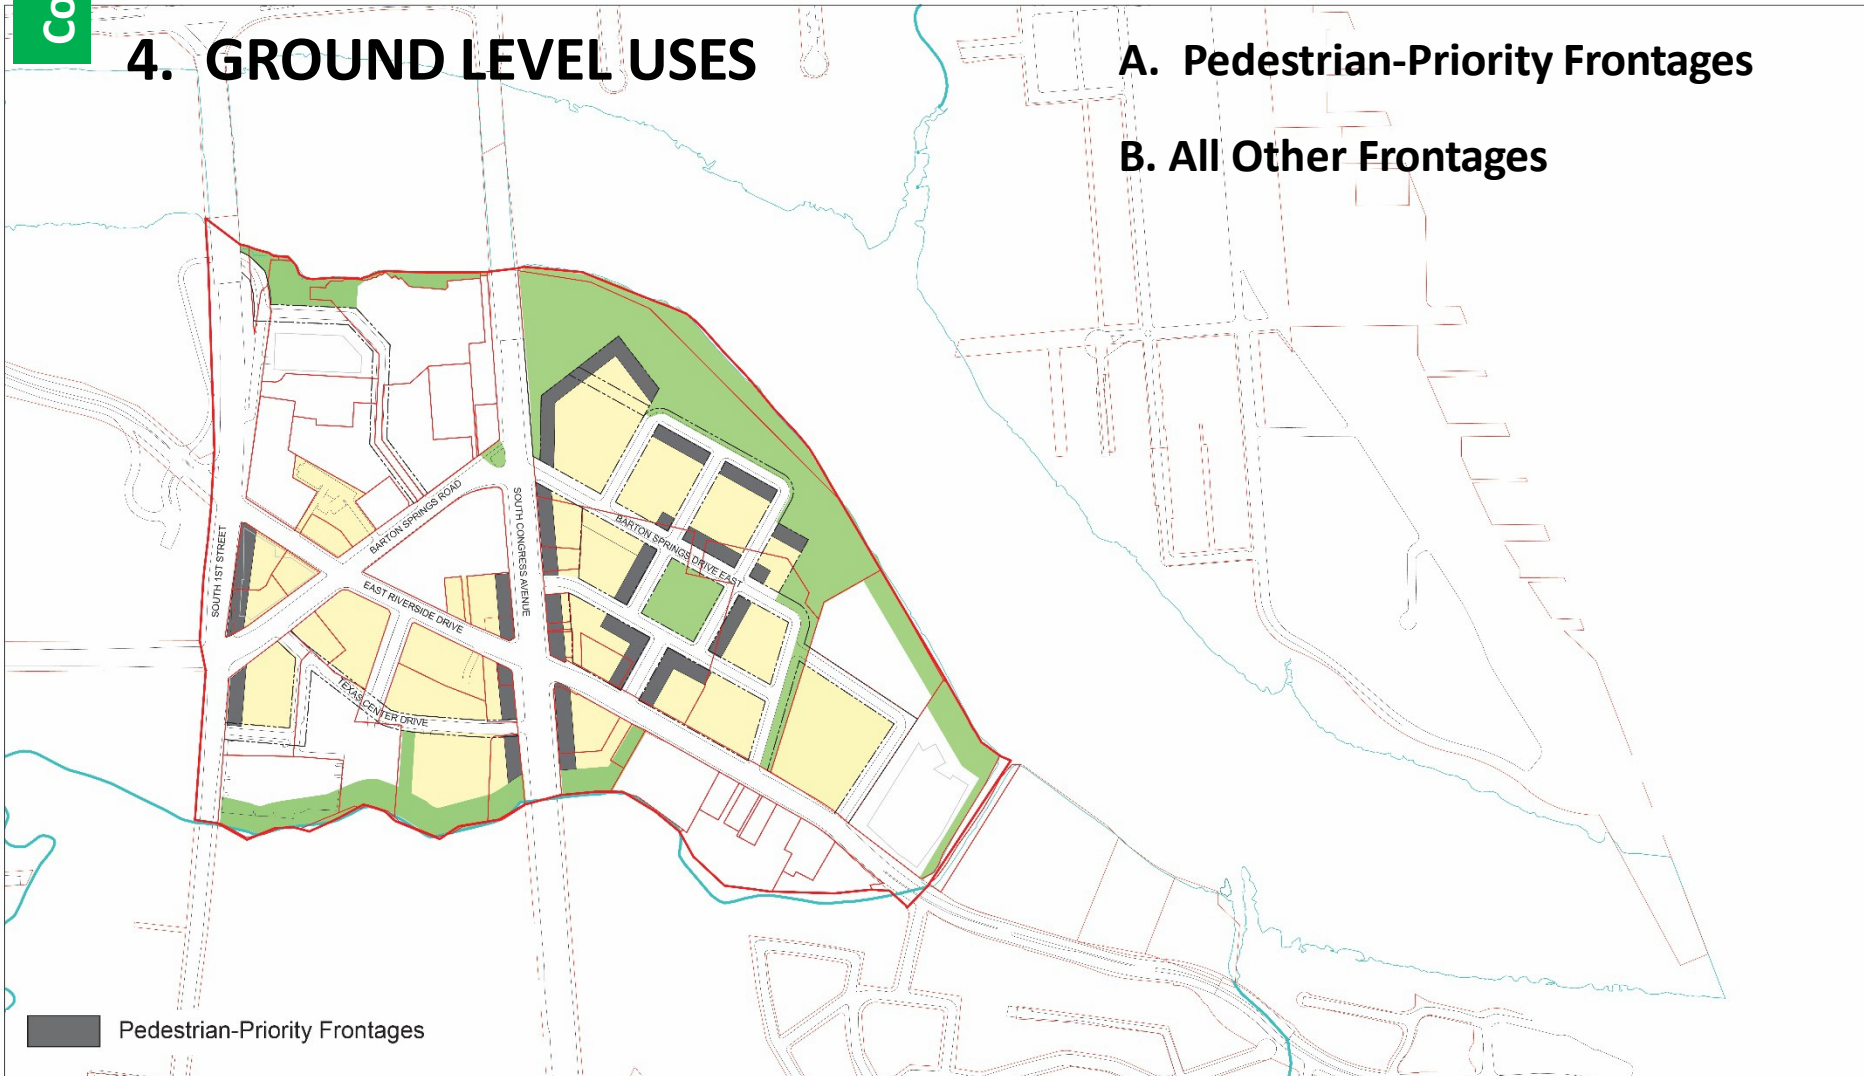 Co
4. GROUND LEVEL USES
A. Pedestrian-Priority Frontages
B. All Other Frontages
BARTON SPRINGS ROAD
SOUTH CONGRESS AVENUE
BARTON SPRINGS DRIVE EAST
SOUTH 1ST STREET
EAST RIVERSIDE DRIVE
TEXAS CENTER DRIVE
Pedestrian-Priority Frontages